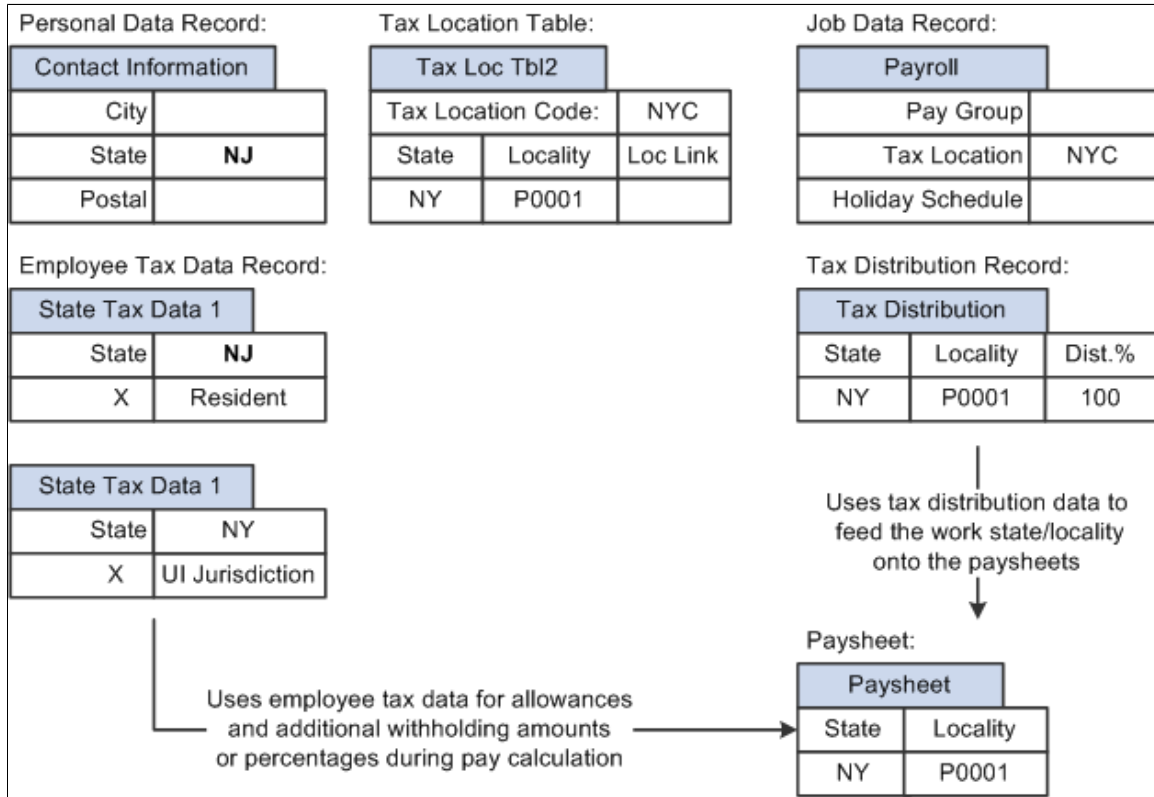 Personal Data Record:
Contact Information
City
State NJ
Postal
Tax Location Table:
Tax Loc Tbl2
Tax Location Code: NYC
State Locality Loc Link
NY P0001
Job Data Record:
Payroll
Pay Group
Tax Location NYC
Holiday Schedule
Employee Tax Data Record:
State Tax Data 1
State NJ
X Resident
State Tax Data 1
State NY
X UI Jurisdiction
Tax Distribution Record:
Tax Distribution
State Locality Dist.%
NY P0001 100
Uses tax distribution data to
feed the work state/locality
onto the paysheets
Uses employee tax data for allowances
and additional withholding amounts
or percentages during pay calculation
Paysheet:
Paysheet
State Locality
NY P0001